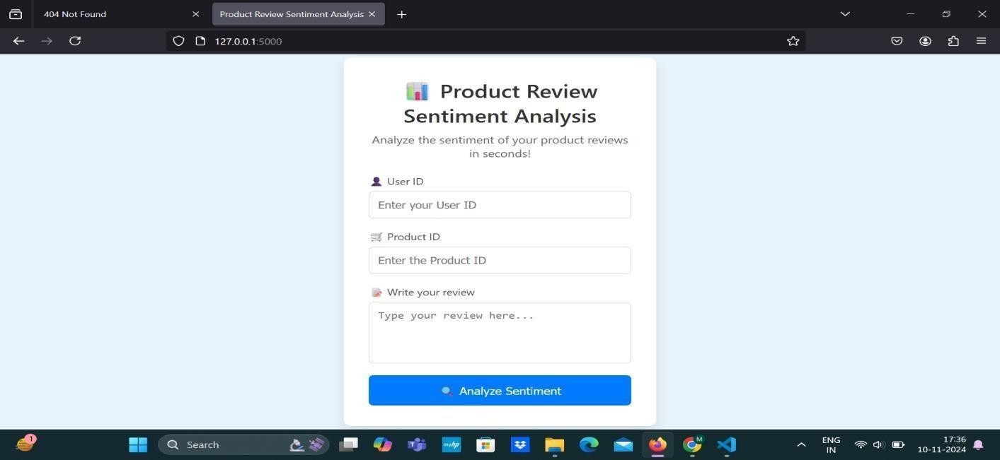 404 Not Found
Product Review Sentiment Analysis
127.0.0.1:5000
Product Review
Sentiment Analysis
Analyze the sentiment of your product reviews
in seconds!
User ID
Enter your User ID
Product ID
Enter the Product ID
Write your review
Type your review here...
Analyze Sentiment
1
Search
myhp
M
ENG
IN
17:36
10-11-2024